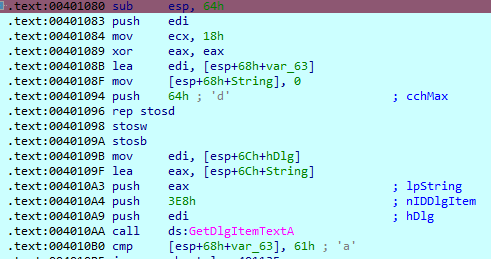 .text:00401080 sub esp, 64h
.text:00401083 push edi
.text:00401084 mov ecx, 18h
.text:00401089 xor eax, eax
.text:0040108B lea edi, [esp+68h+var_63]
.text:0040108F mov [esp+68h+String], 0
.text:00401094 push 64h ; 'd' ; cchMax
.text:00401096 rep stosd
.text:00401098 stosw
.text:0040109A stosb
.text:0040109B mov edi, [esp+6Ch+hDlg]
.text:0040109F lea eax, [esp+6Ch+String]
.text:004010A3 push eax ; lpString
.text:004010A4 push 3E8h ; nIDDlgItem
.text:004010A9 push edi ; hDlg
.text:004010AA call ds:GetDlgItemTextA
.text:004010B0 cmp [esp+68h+var_63], 61h ; 'a'